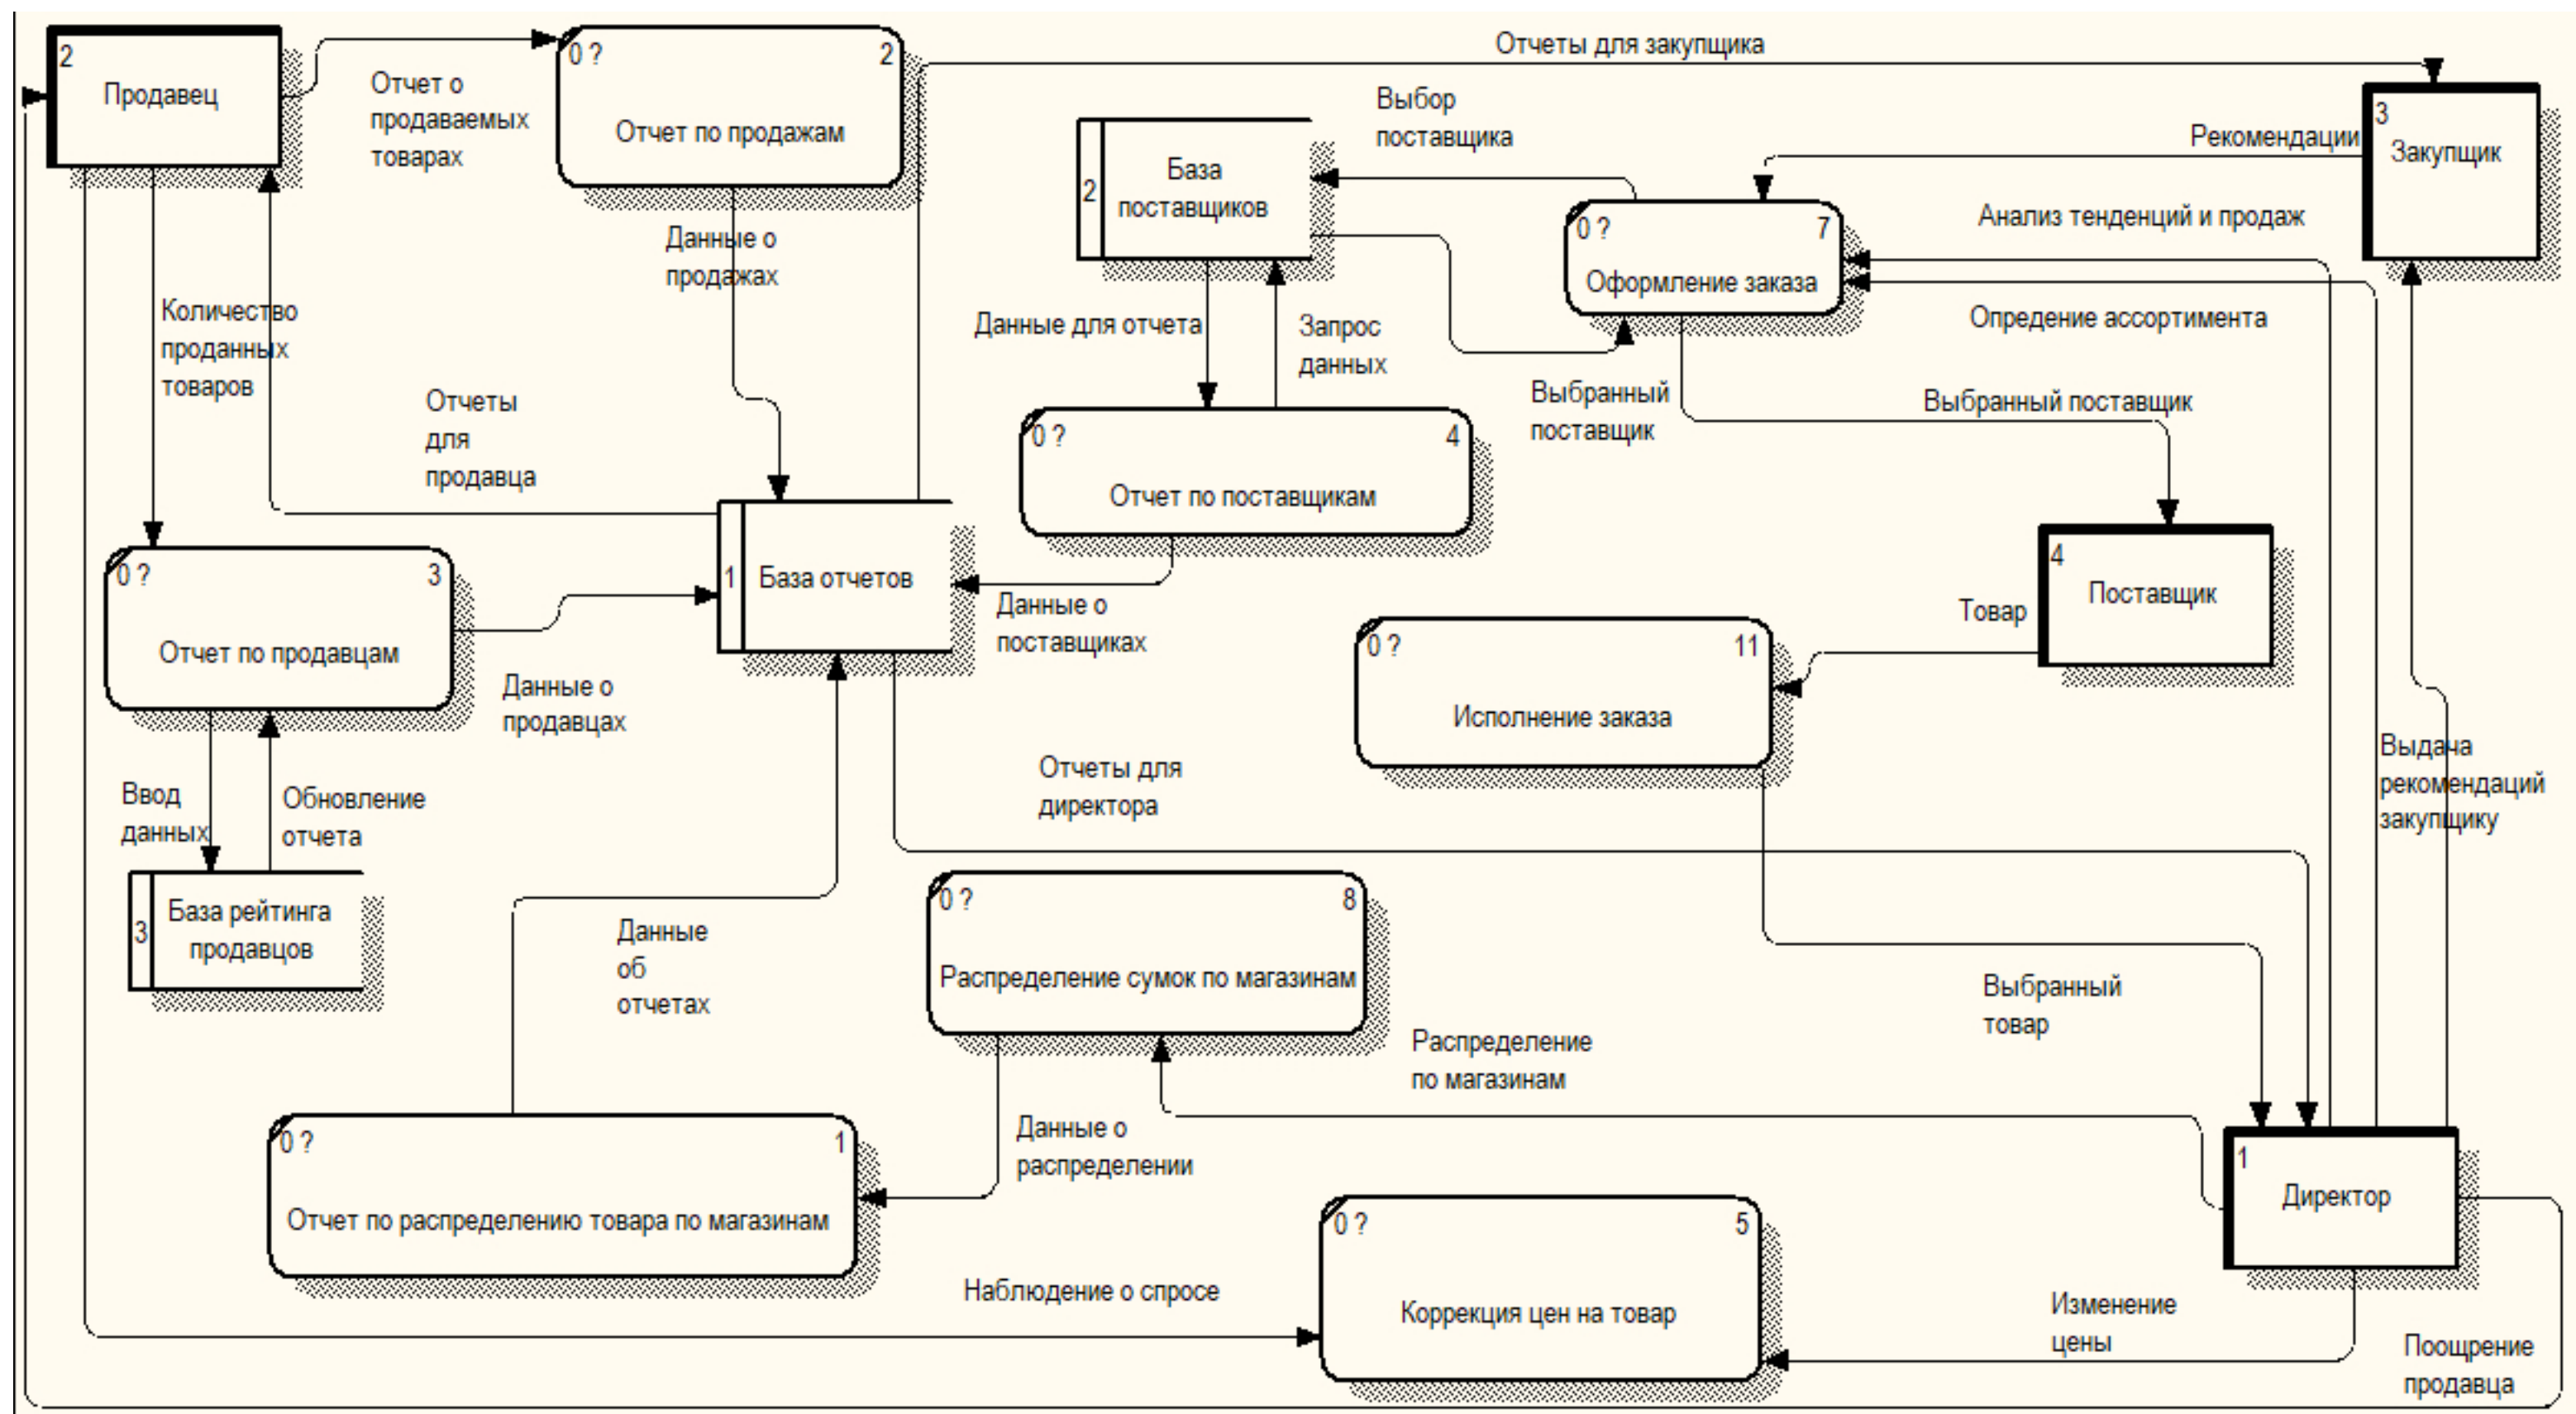 2
Продавец
Отчет о
продаваемых
товарах
0 ?
2
Отчет по продажам
Отчеты для закупщика
3
Закупщик
Выбор
поставщика
2
База
поставщиков
Рекомендации
0 ?
7
Оформление заказа
Анализ тенденций и продаж
Опредение ассортимента
Данные о
продажах
Количество
проданных
товаров
Данные для отчета
Запрос
данных
Отчеты
для
продавца
Выбранный
поставщик
Выбранный поставщик
0 ?
4
Отчет по поставщикам
0 ?
3
Отчет по продавцам
1
База отчетов
Данные о
поставщиках
4
Поставщик
Товар
0 ?
11
Исполнение заказа
Данные о
продавцах
Ввод
данных
Обновление
отчета
Отчеты для
директора
Выдача
рекомендаций
закупщику
3
База рейтинга
продавцов
Данные
об
отчетах
0 ?
8
Распределение сумок по магазинам
Выбранный
товар
Распределение
по магазинам
Данные о
распределении
0 ?
1
Отчет по распределению товара по магазинам
1
Директор
0 ?
5
Коррекция цен на товар
Наблюдение о спросе
Изменение
цены
Поощрение
продавца